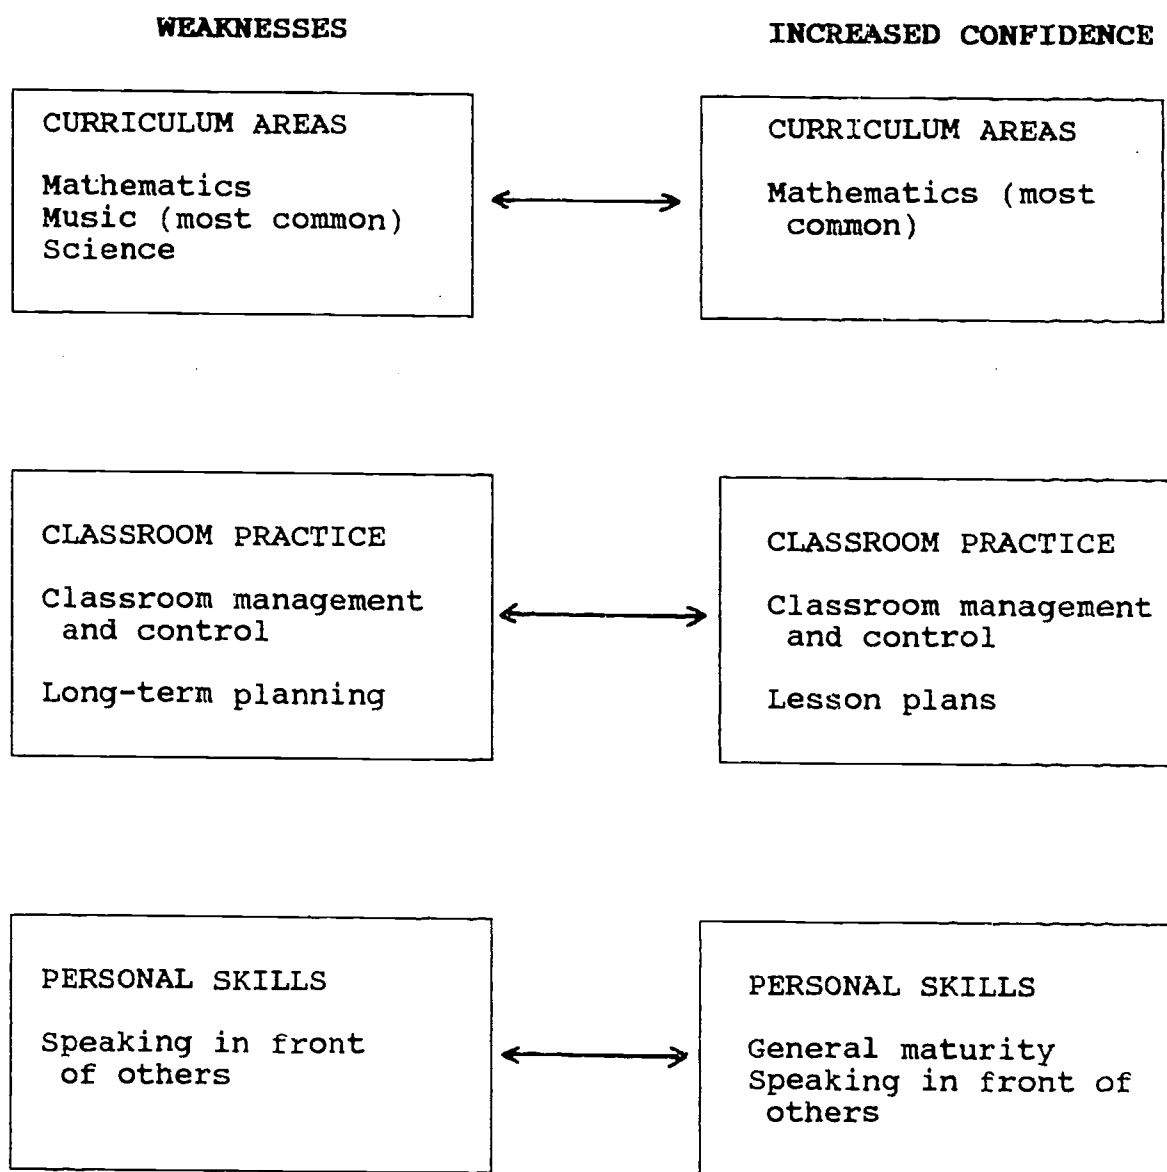 WEAKNESSES
INCREASED CONFIDENCE
CURRICULUM AREAS
Mathematics
Music (most common)
Science
CURRICULUM AREAS
Mathematics (most
common)
CLASSROOM PRACTICE
Classroom management
and control
Long-term planning
CLASSROOM PRACTICE
Classroom management
and control
Lesson plans
PERSONAL SKILLS
Speaking in front
of others
PERSONAL SKILLS
General maturity
Speaking in front of
others